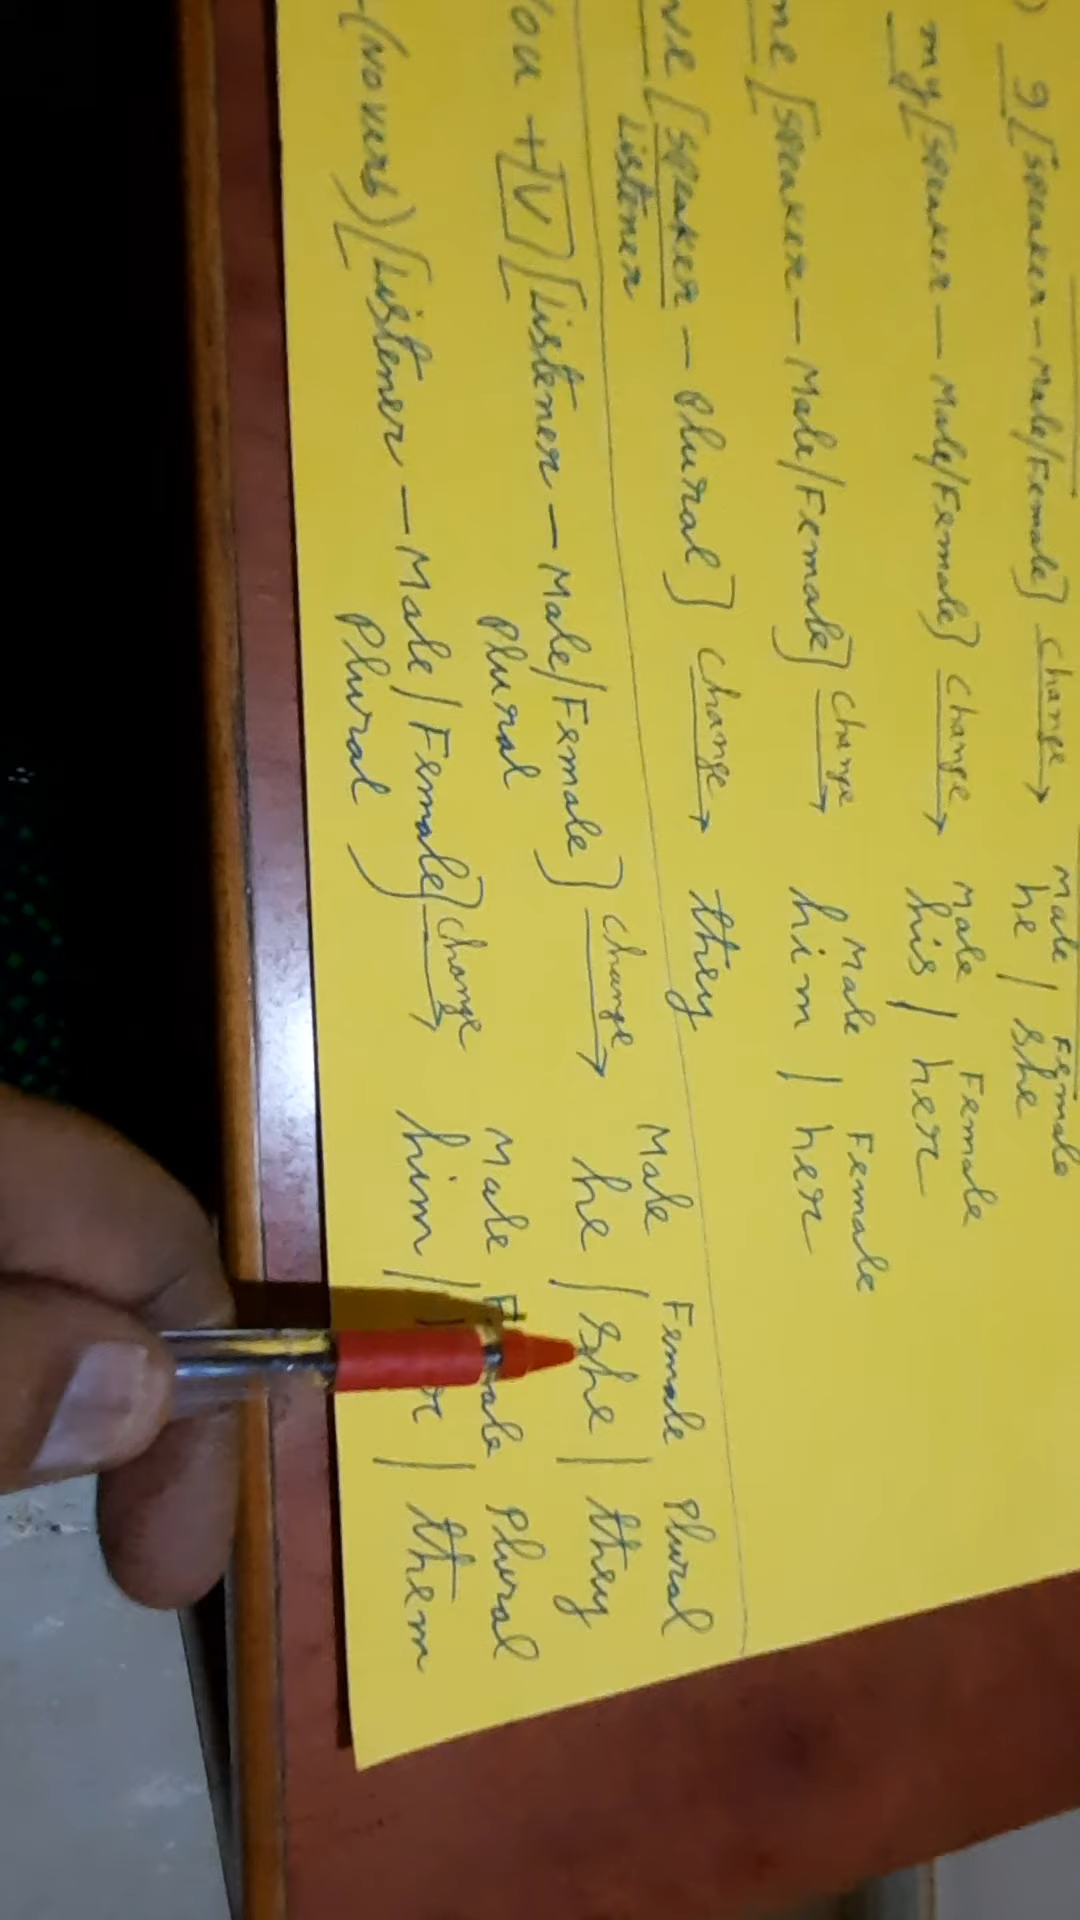 ) I [Speaker - Male/Female] change→ he / she
Male Female
my [Speaker — Male/Female] change→ his / her
Male Female
me [Speaker — Male/Female] change→ him / her
Male Female
we [Speaker - Plural] change→ they
Listener
Male Female Plural
You + [V] [Listener — Male/Female] change→ he / she / they
Plural
Male Female Plural
(No verb) [Listener — Male/Female] change→ him / / them
Plural